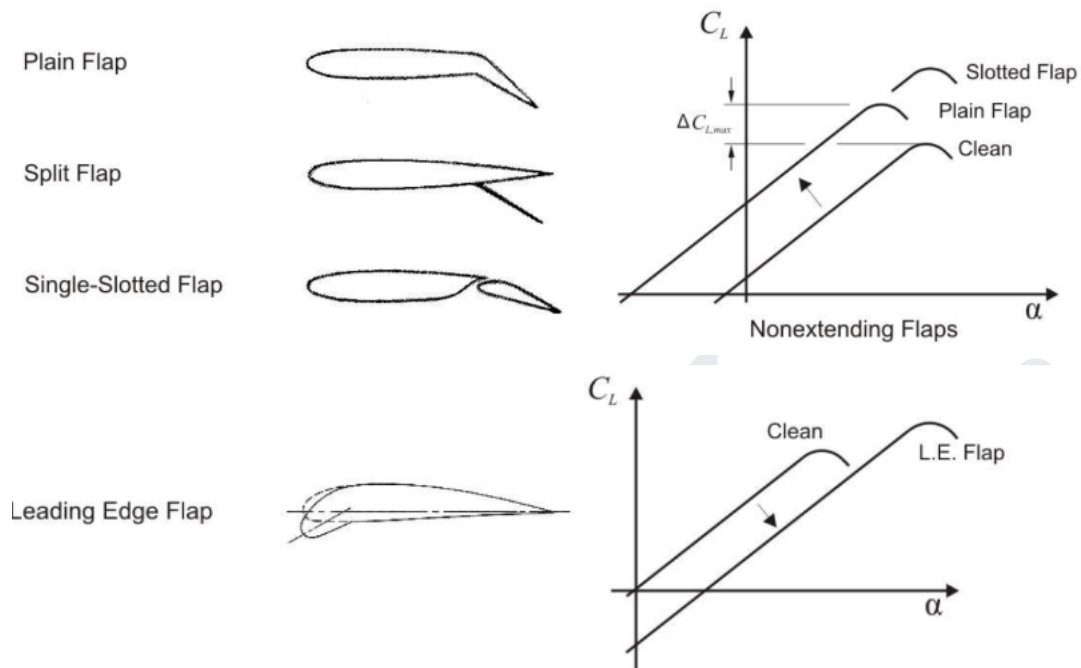 Plain Flap
Split Flap
Single-Slotted Flap
C_L
Slotted Flap
Plain Flap
ΔC_{L,max}
Clean
α
Nonextending Flaps
Leading Edge Flap
C_L
Clean
L.E. Flap
α